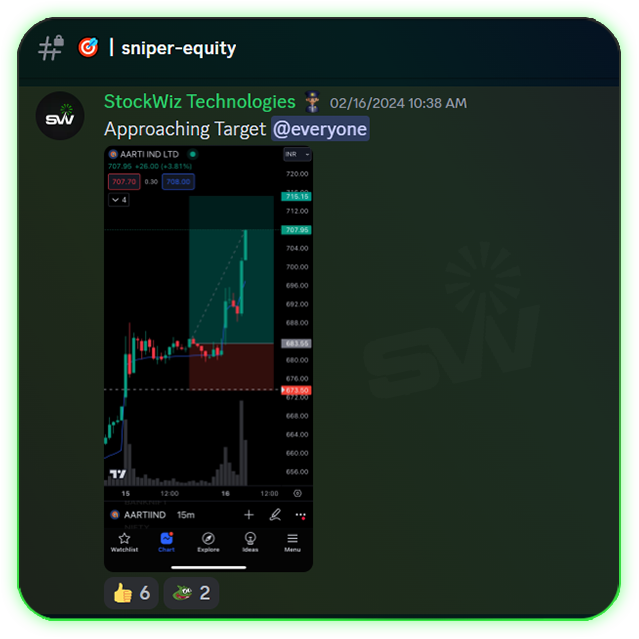 | sniper-equity
StockWiz Technologies 02/16/2024 10:38 AM
SW
Approaching Target @everyone
AARTI IND LTD
INR
707.95 +26.00 (+3.81%)
707.70 0.30 708.00
4
720.00
715.15
712.00
707.95
704.00
700.00
696.00
692.00
688.00
683.55
680.00
676.00
673.50
672.00
668.00
664.00
660.00
656.00
15 12:00 16 12:00
AARTIIND 15m
Watchlist Chart Explore Ideas Menu
6 2
SW